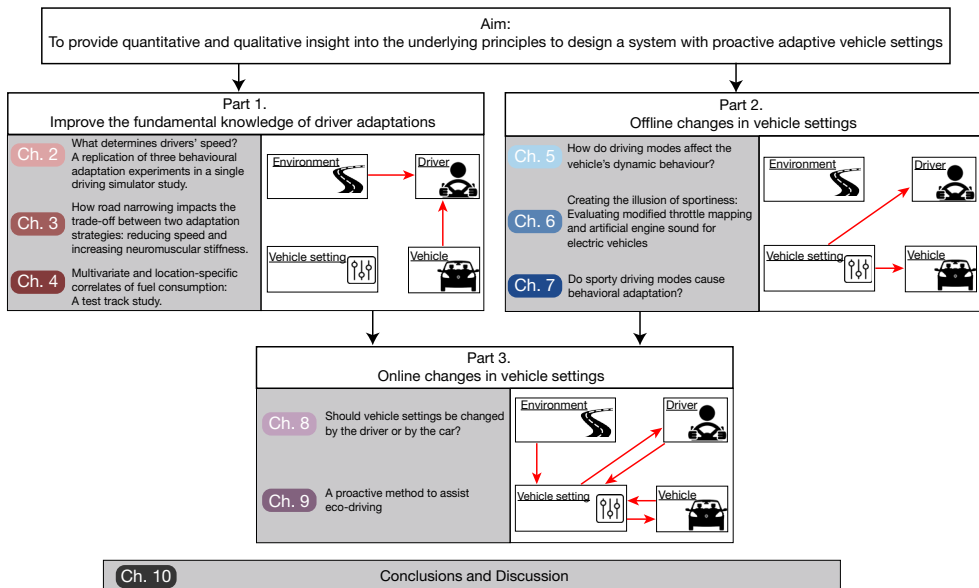 Aim:
To provide quantitative and qualitative insight into the underlying principles to design a system with proactive adaptive vehicle settings
Part 1.
Improve the fundamental knowledge of driver adaptations
Ch. 2
What determines drivers' speed?
A replication of three behavioural
adaptation experiments in a single
driving simulator study.
Ch. 3
How road narrowing impacts the
trade-off between two adaptation
strategies: reducing speed and
increasing neuromuscular stiffness.
Ch. 4
Multivariate and location-specific
correlates of fuel consumption:
A test track study.
Environment
Driver
Vehicle setting
Vehicle
Part 2.
Offline changes in vehicle settings
Ch. 5
How do driving modes affect the
vehicle's dynamic behaviour?
Ch. 6
Creating the illusion of sportiness:
Evaluating modified throttle mapping
and artificial engine sound for
electric vehicles
Ch. 7
Do sporty driving modes cause
behavioral adaptation?
Environment
Driver
Vehicle setting
Vehicle
Part 3.
Online changes in vehicle settings
Ch. 8
Should vehicle settings be changed
by the driver or by the car?
Ch. 9
A proactive method to assist
eco-driving
Environment
Driver
Vehicle setting
Vehicle
Ch. 10
Conclusions and Discussion